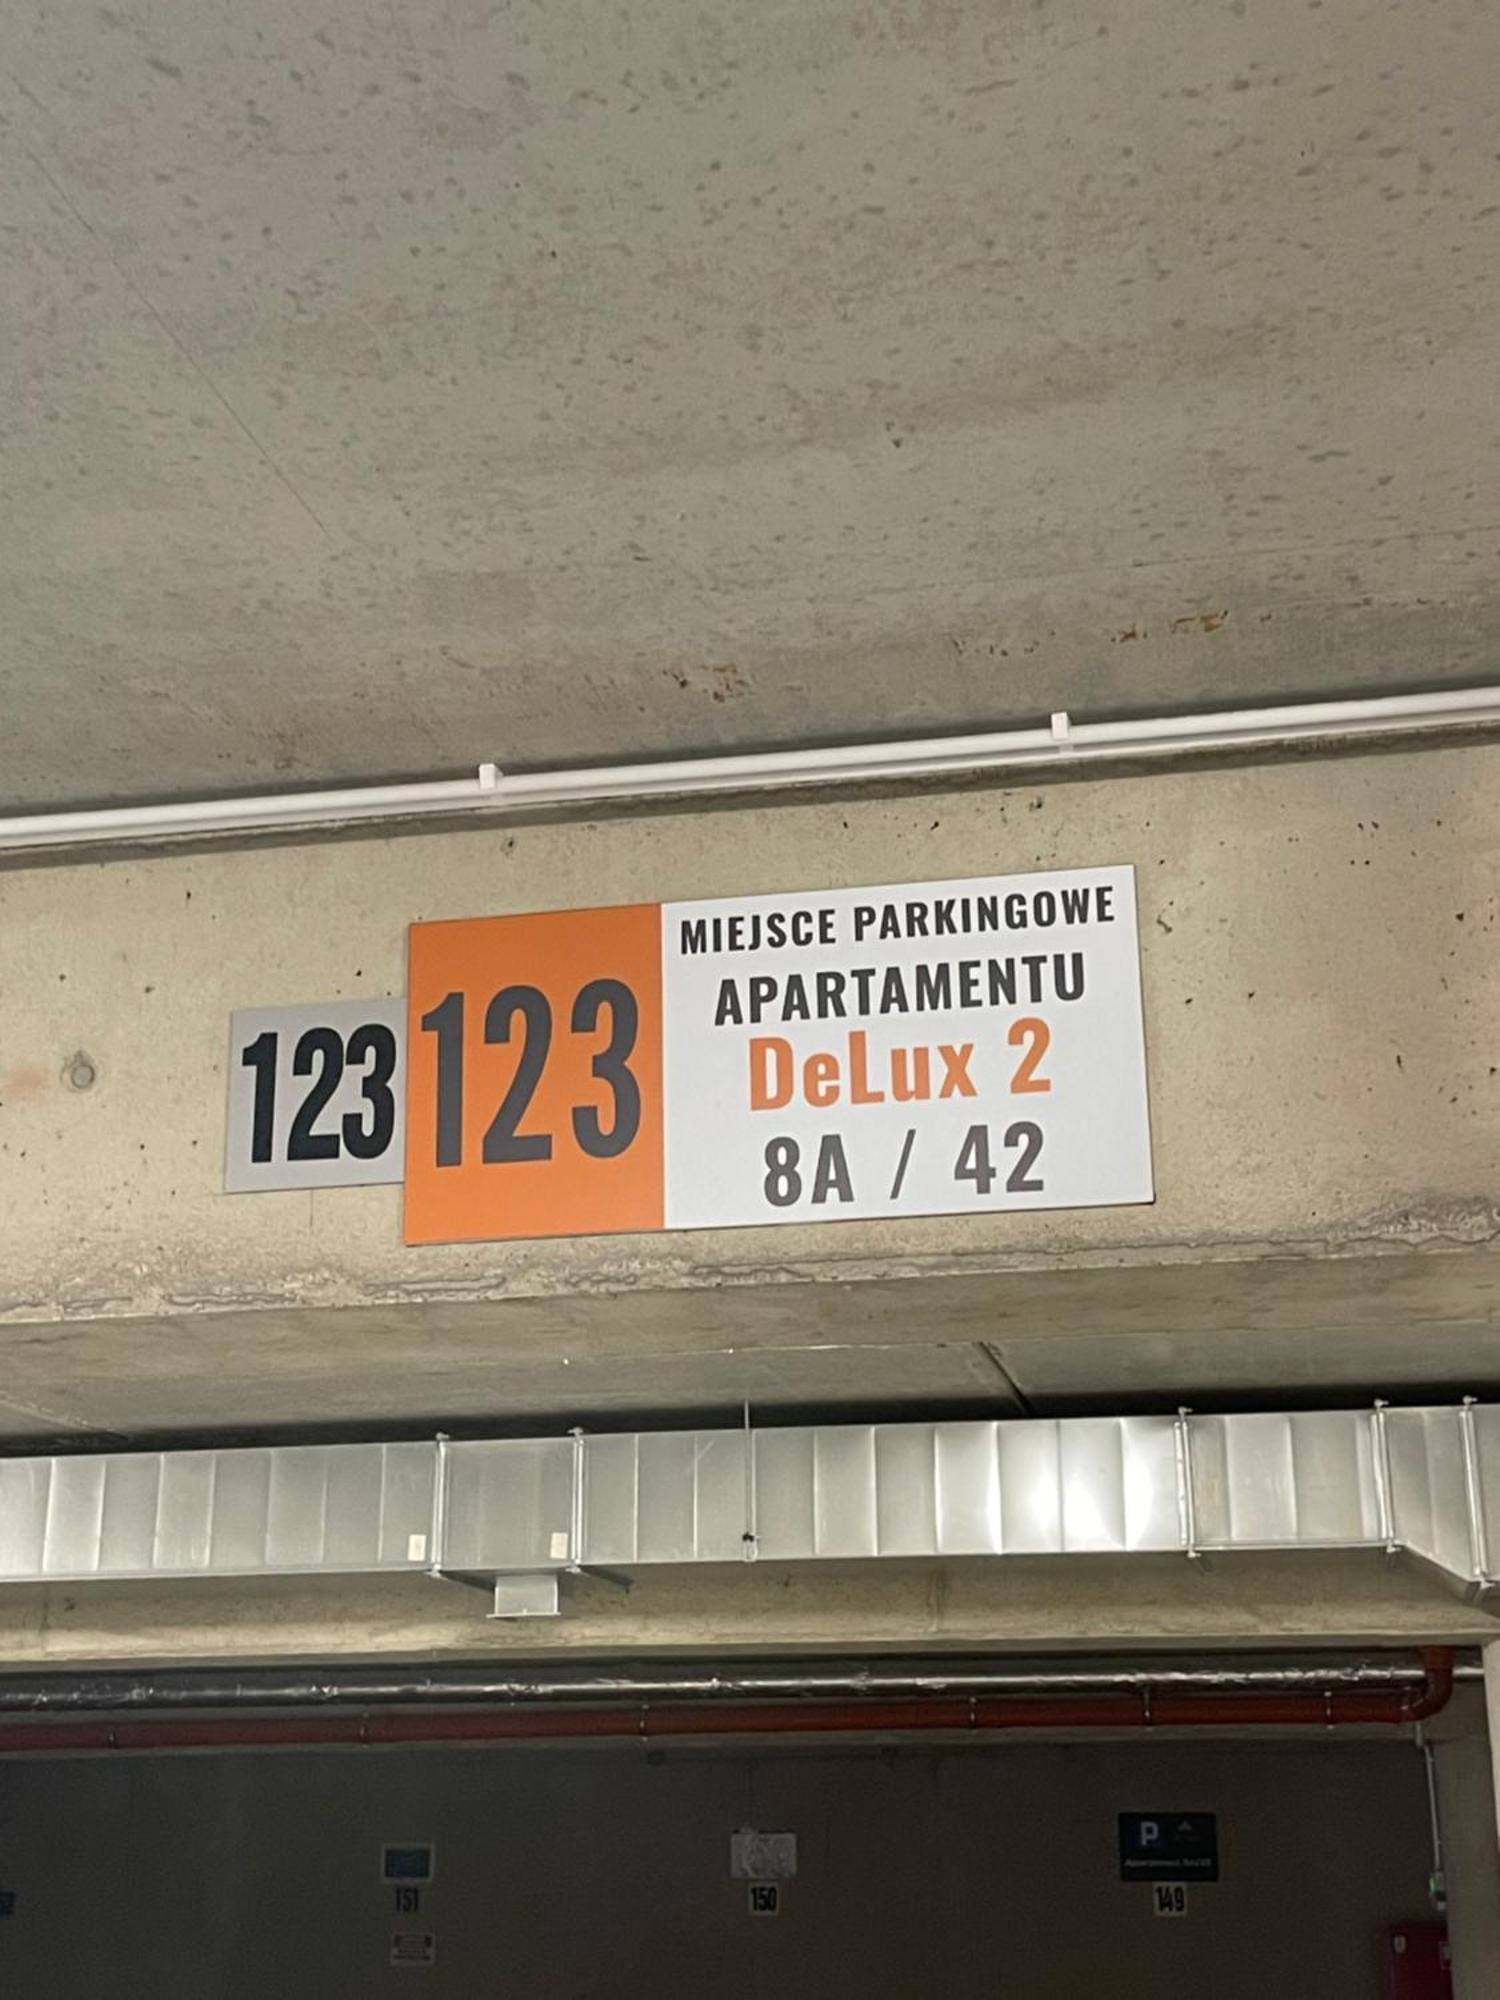 123
123
MIEJSCE PARKINGOWE
APARTAMENTU
DeLux 2
8A / 42
P
151
150
149